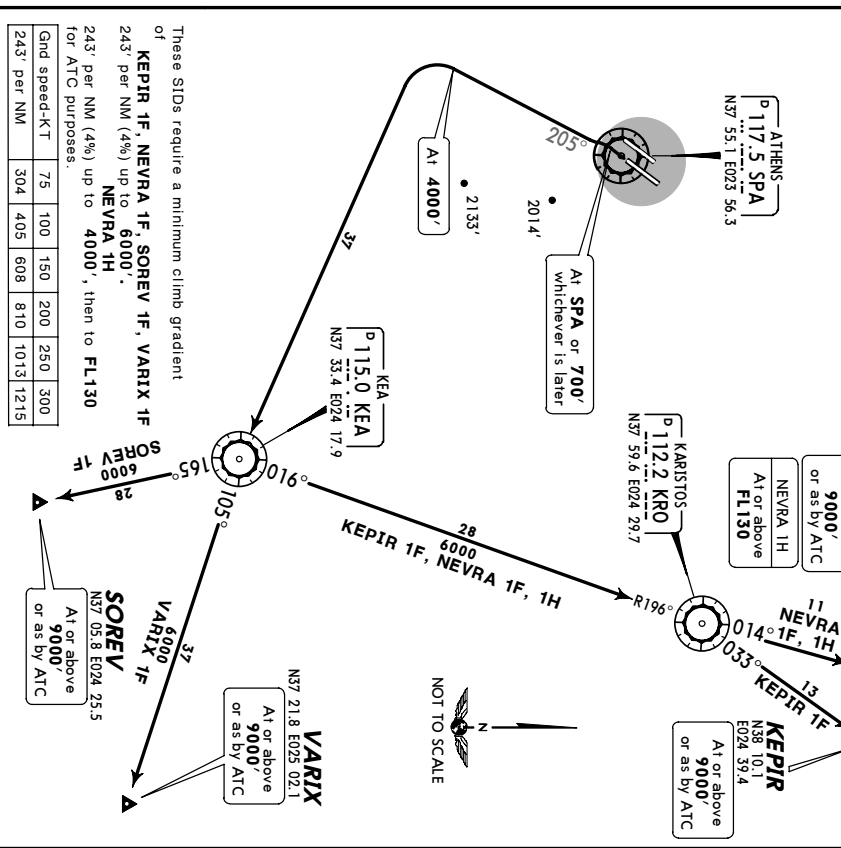 ATHENS
D 117.5 SPA
N37 55.1 E023 56.3
9000'
or as by ATC
NEVRA 1H
At or above
FL130
KARISTOS
D 112.2 KRO
N37 59.6 E024 29.7
11
NEVRA
1F, 1H
014°
033°
13
KEPIR 1F
KEPIR
N38 10.1
E024 39.4
At or above
9000'
or as by ATC
At SPA or 700'
whichever is later
205°
2014'
2133'
At 4000'
37
R196°
28
6000
KEPIR 1F, NEVRA 1F, 1H
N
NOT TO SCALE
KEA
D 115.0 KEA
N37 33.4 E024 17.9
016°
105°
165°
37
6000
VARIX 1F
VARIX
N37 21.8 E025 02.1
At or above
9000'
or as by ATC
28
6000
SOREV 1F
SOREV
N37 05.8 E024 25.5
At or above
9000'
or as by ATC
These SIDs require a minimum climb gradient
of
KEPIR 1F, NEVRA 1F, SOREV 1F, VARIX 1F
243' per NM (4%) up to 6000'.
NEVRA 1H
243' per NM (4%) up to 4000', then to FL130
for ATC purposes.
Gnd speed-KT 75 100 150 200 250 300
243' per NM 304 405 608 810 1013 1215